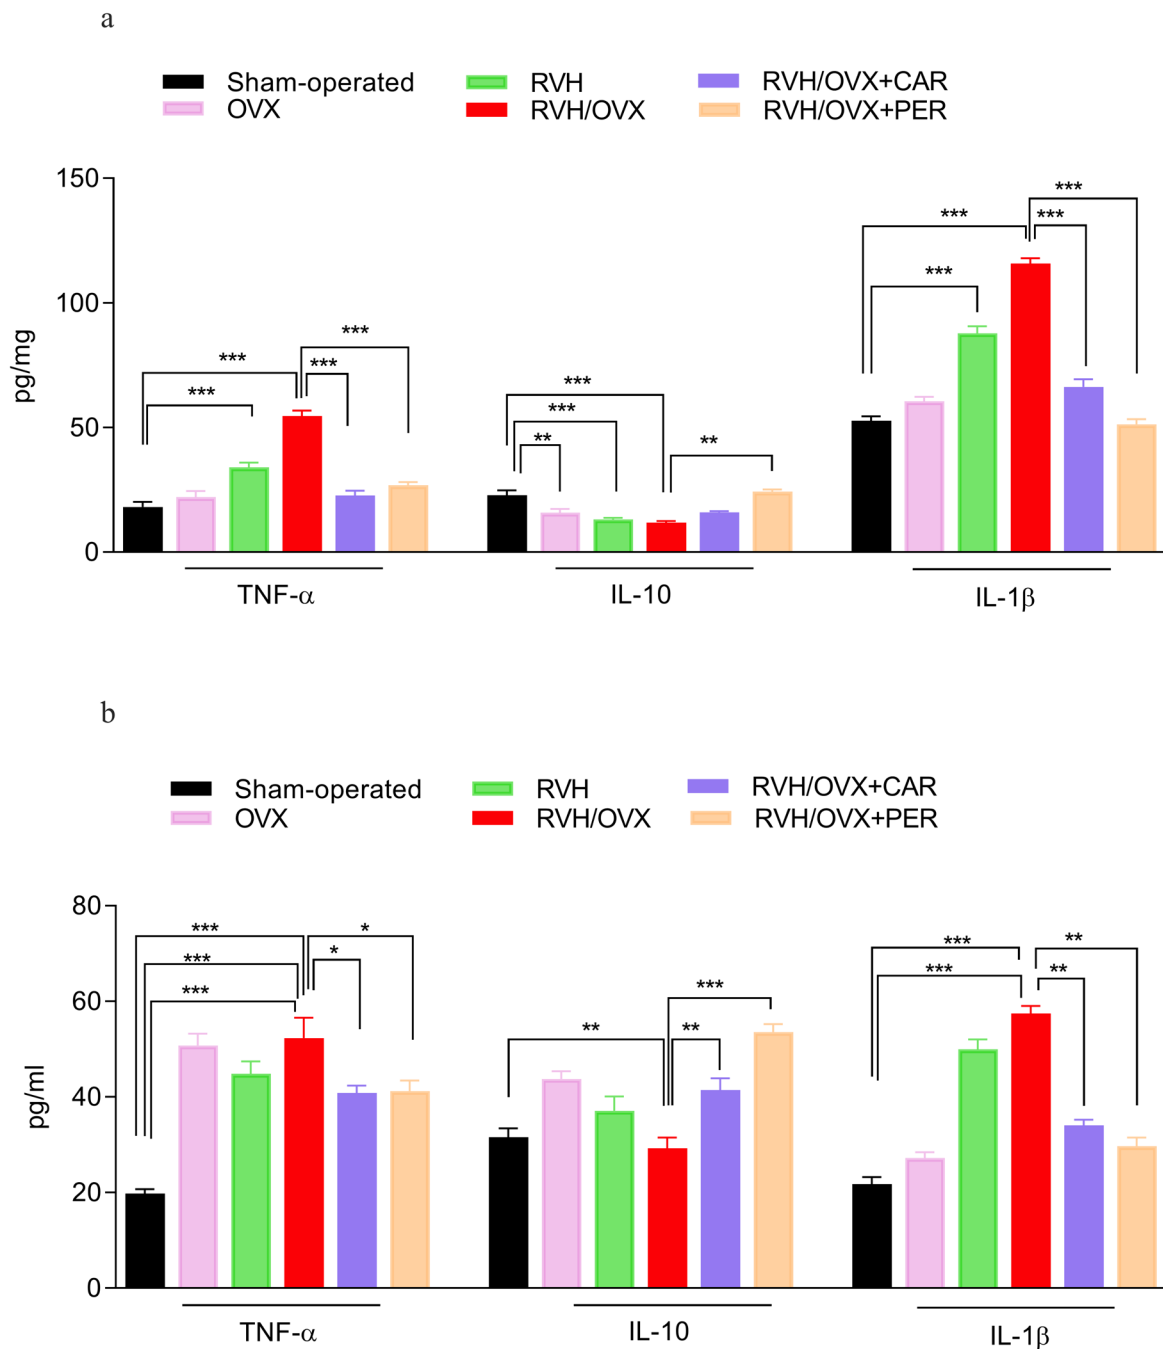 a
Sham-operated RVH RVH/OVX+CAR
OVX RVH/OVX RVH/OVX+PER
150
*** *** ***
***
100
*** *** ***
pg/mg
*** ***
50
*** ** **
0
TNF-α IL-10 IL-1β
b
Sham-operated RVH RVH/OVX+CAR
OVX RVH/OVX RVH/OVX+PER
80
*** * *** **
*** * *** **
*** ***
60
** **
40
pg/ml
20
0
TNF-α IL-10 IL-1β